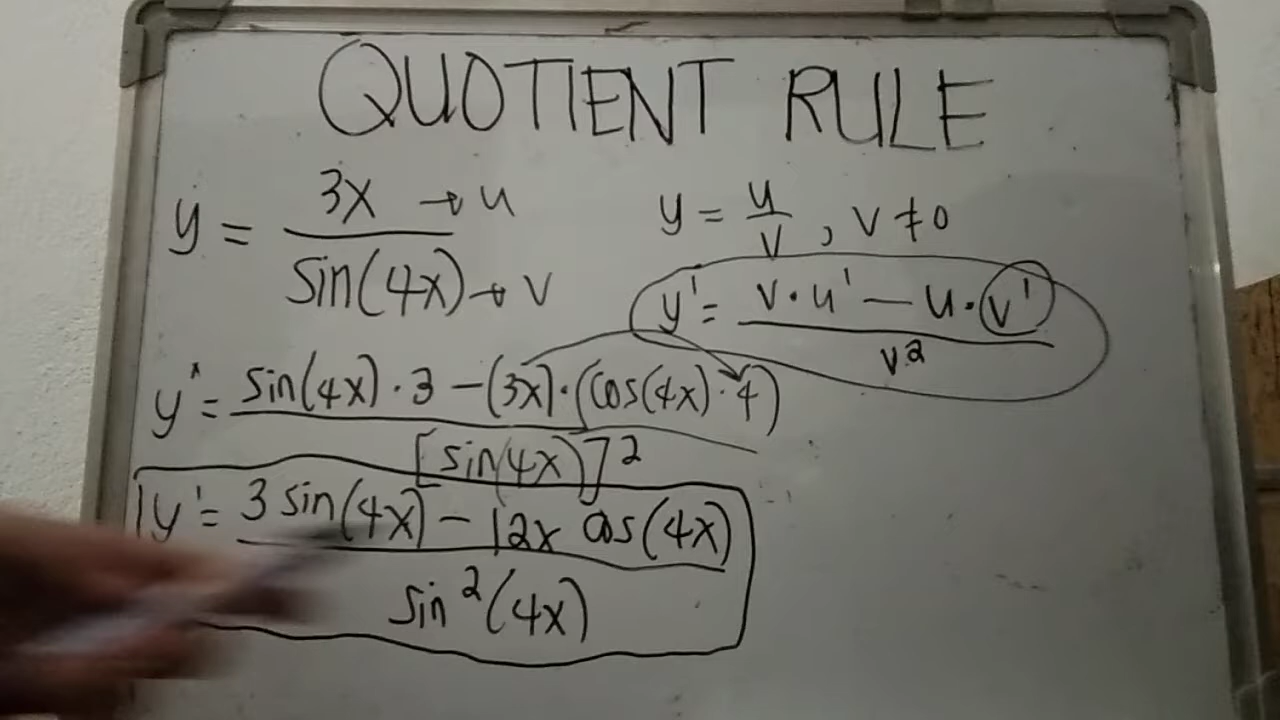 QUOTIENT RULE
y = 3x → u / sin(4x) → v
y = u/v , v ≠ 0
y' = v · u' − u · v' / v²
y' = sin(4x) · 3 − (3x) · (cos(4x) · 4) / [sin(4x)]²
y' = 3 sin(4x) − 12x cos(4x) / sin²(4x)